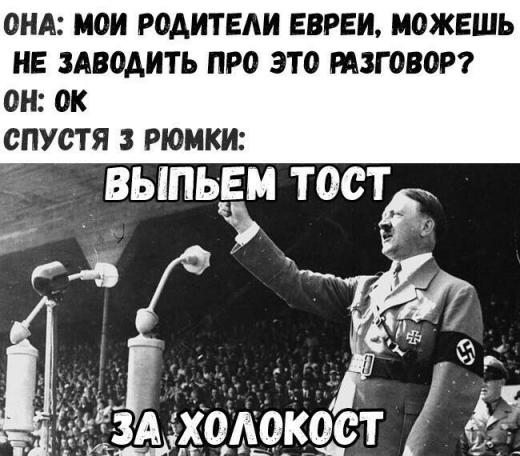 ОНА: МОИ РОДИТЕЛИ ЕВРЕИ, МОЖЕШЬ
НЕ ЗАВОДИТЬ ПРО ЭТО РАЗГОВОР?
ОН: ОК
СПУСТЯ 3 РЮМКИ:
ВЫПЬЕМ ТОСТ
ЗА ХОЛОКОСТ